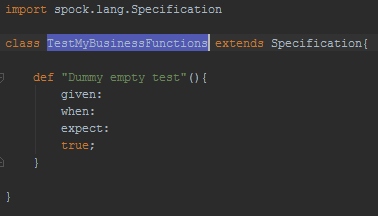 import spock.lang.Specification
class TestMyBusinessFunctions extends Specification{
def "Dummy empty test"(){
given:
when:
expect:
true;
}
}